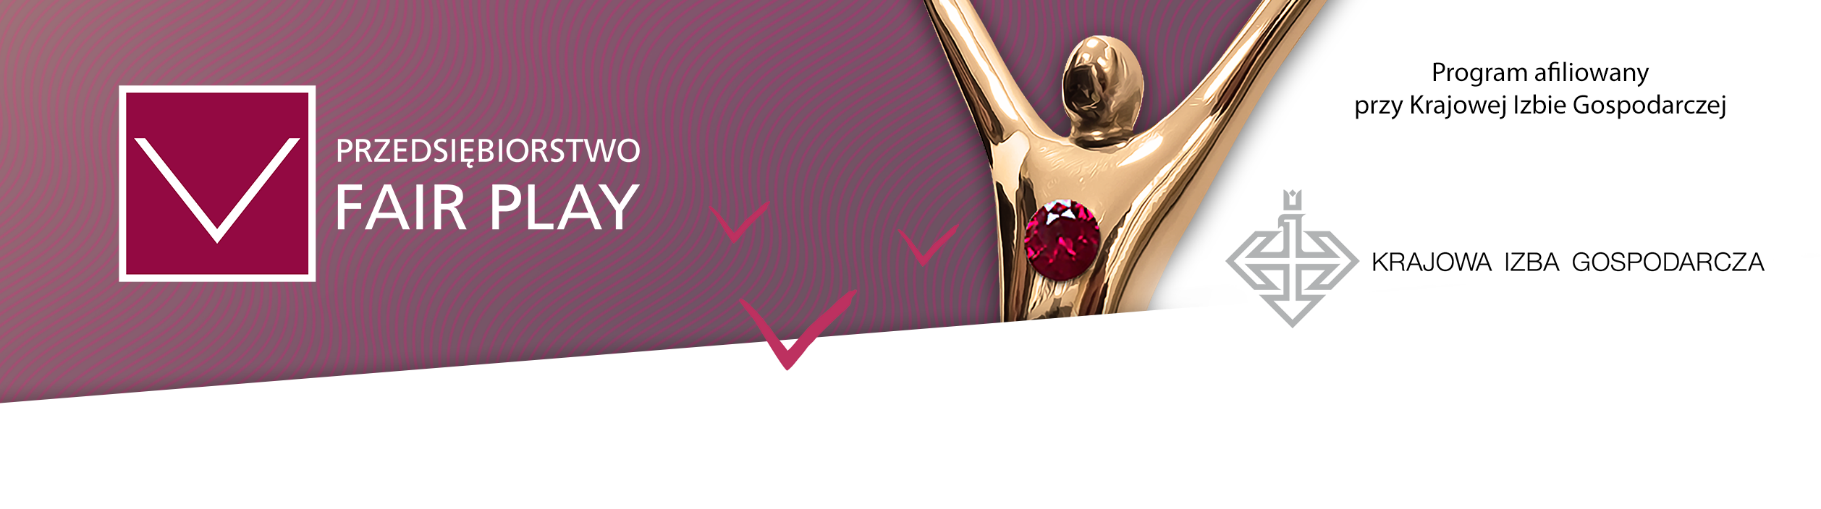 PRZEDSIĘBIORSTWO
FAIR PLAY
Program afiliowany
przy Krajowej Izbie Gospodarczej
KRAJOWA IZBA GOSPODARCZA